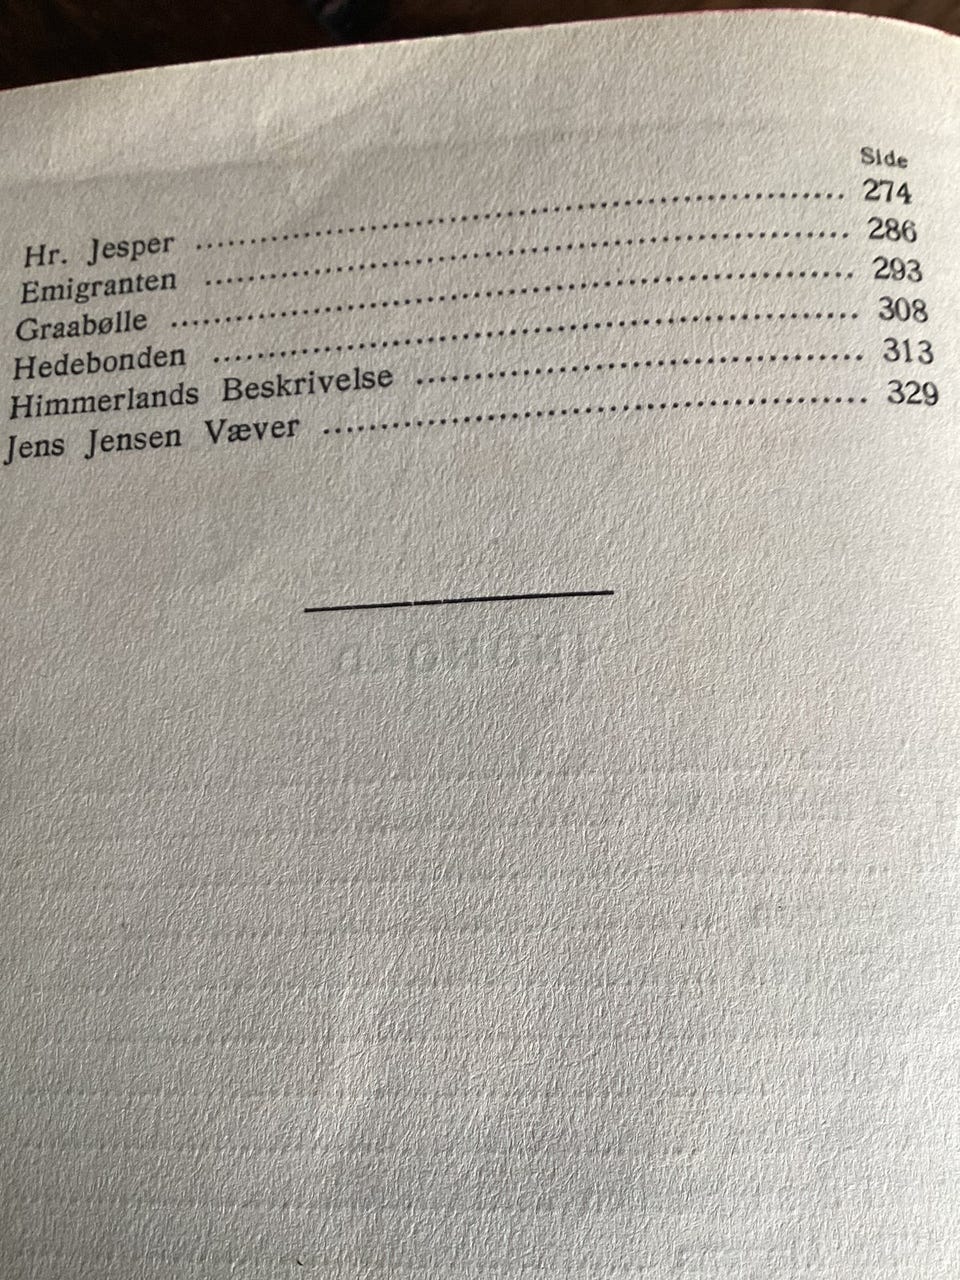 Side
Hr. Jesper ........................................................ 274
Emigranten ........................................................ 286
Graabølle ........................................................ 293
Hedebonden ........................................................ 308
Himmerlands Beskrivelse ........................................ 313
Jens Jensen Væver ................................................ 329